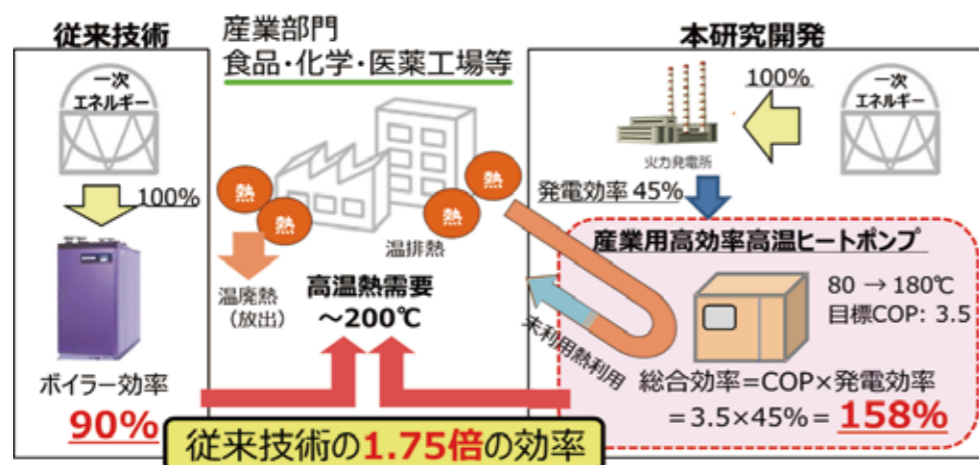 従来技術
一次
エネルギー
100%
ボイラー効率
90%
産業部門
食品・化学・医薬工場等
熱
熱
熱
熱
温廃熱
（放出）
温排熱
高温熱需要
～200℃
未利用熱利用
従来技術の1.75倍の効率
本研究開発
100%
一次
エネルギー
火力発電所
発電効率 45%
産業用高効率高温ヒートポンプ
80 → 180℃
目標COP: 3.5
総合効率=COP×発電効率
= 3.5×45%= 158%